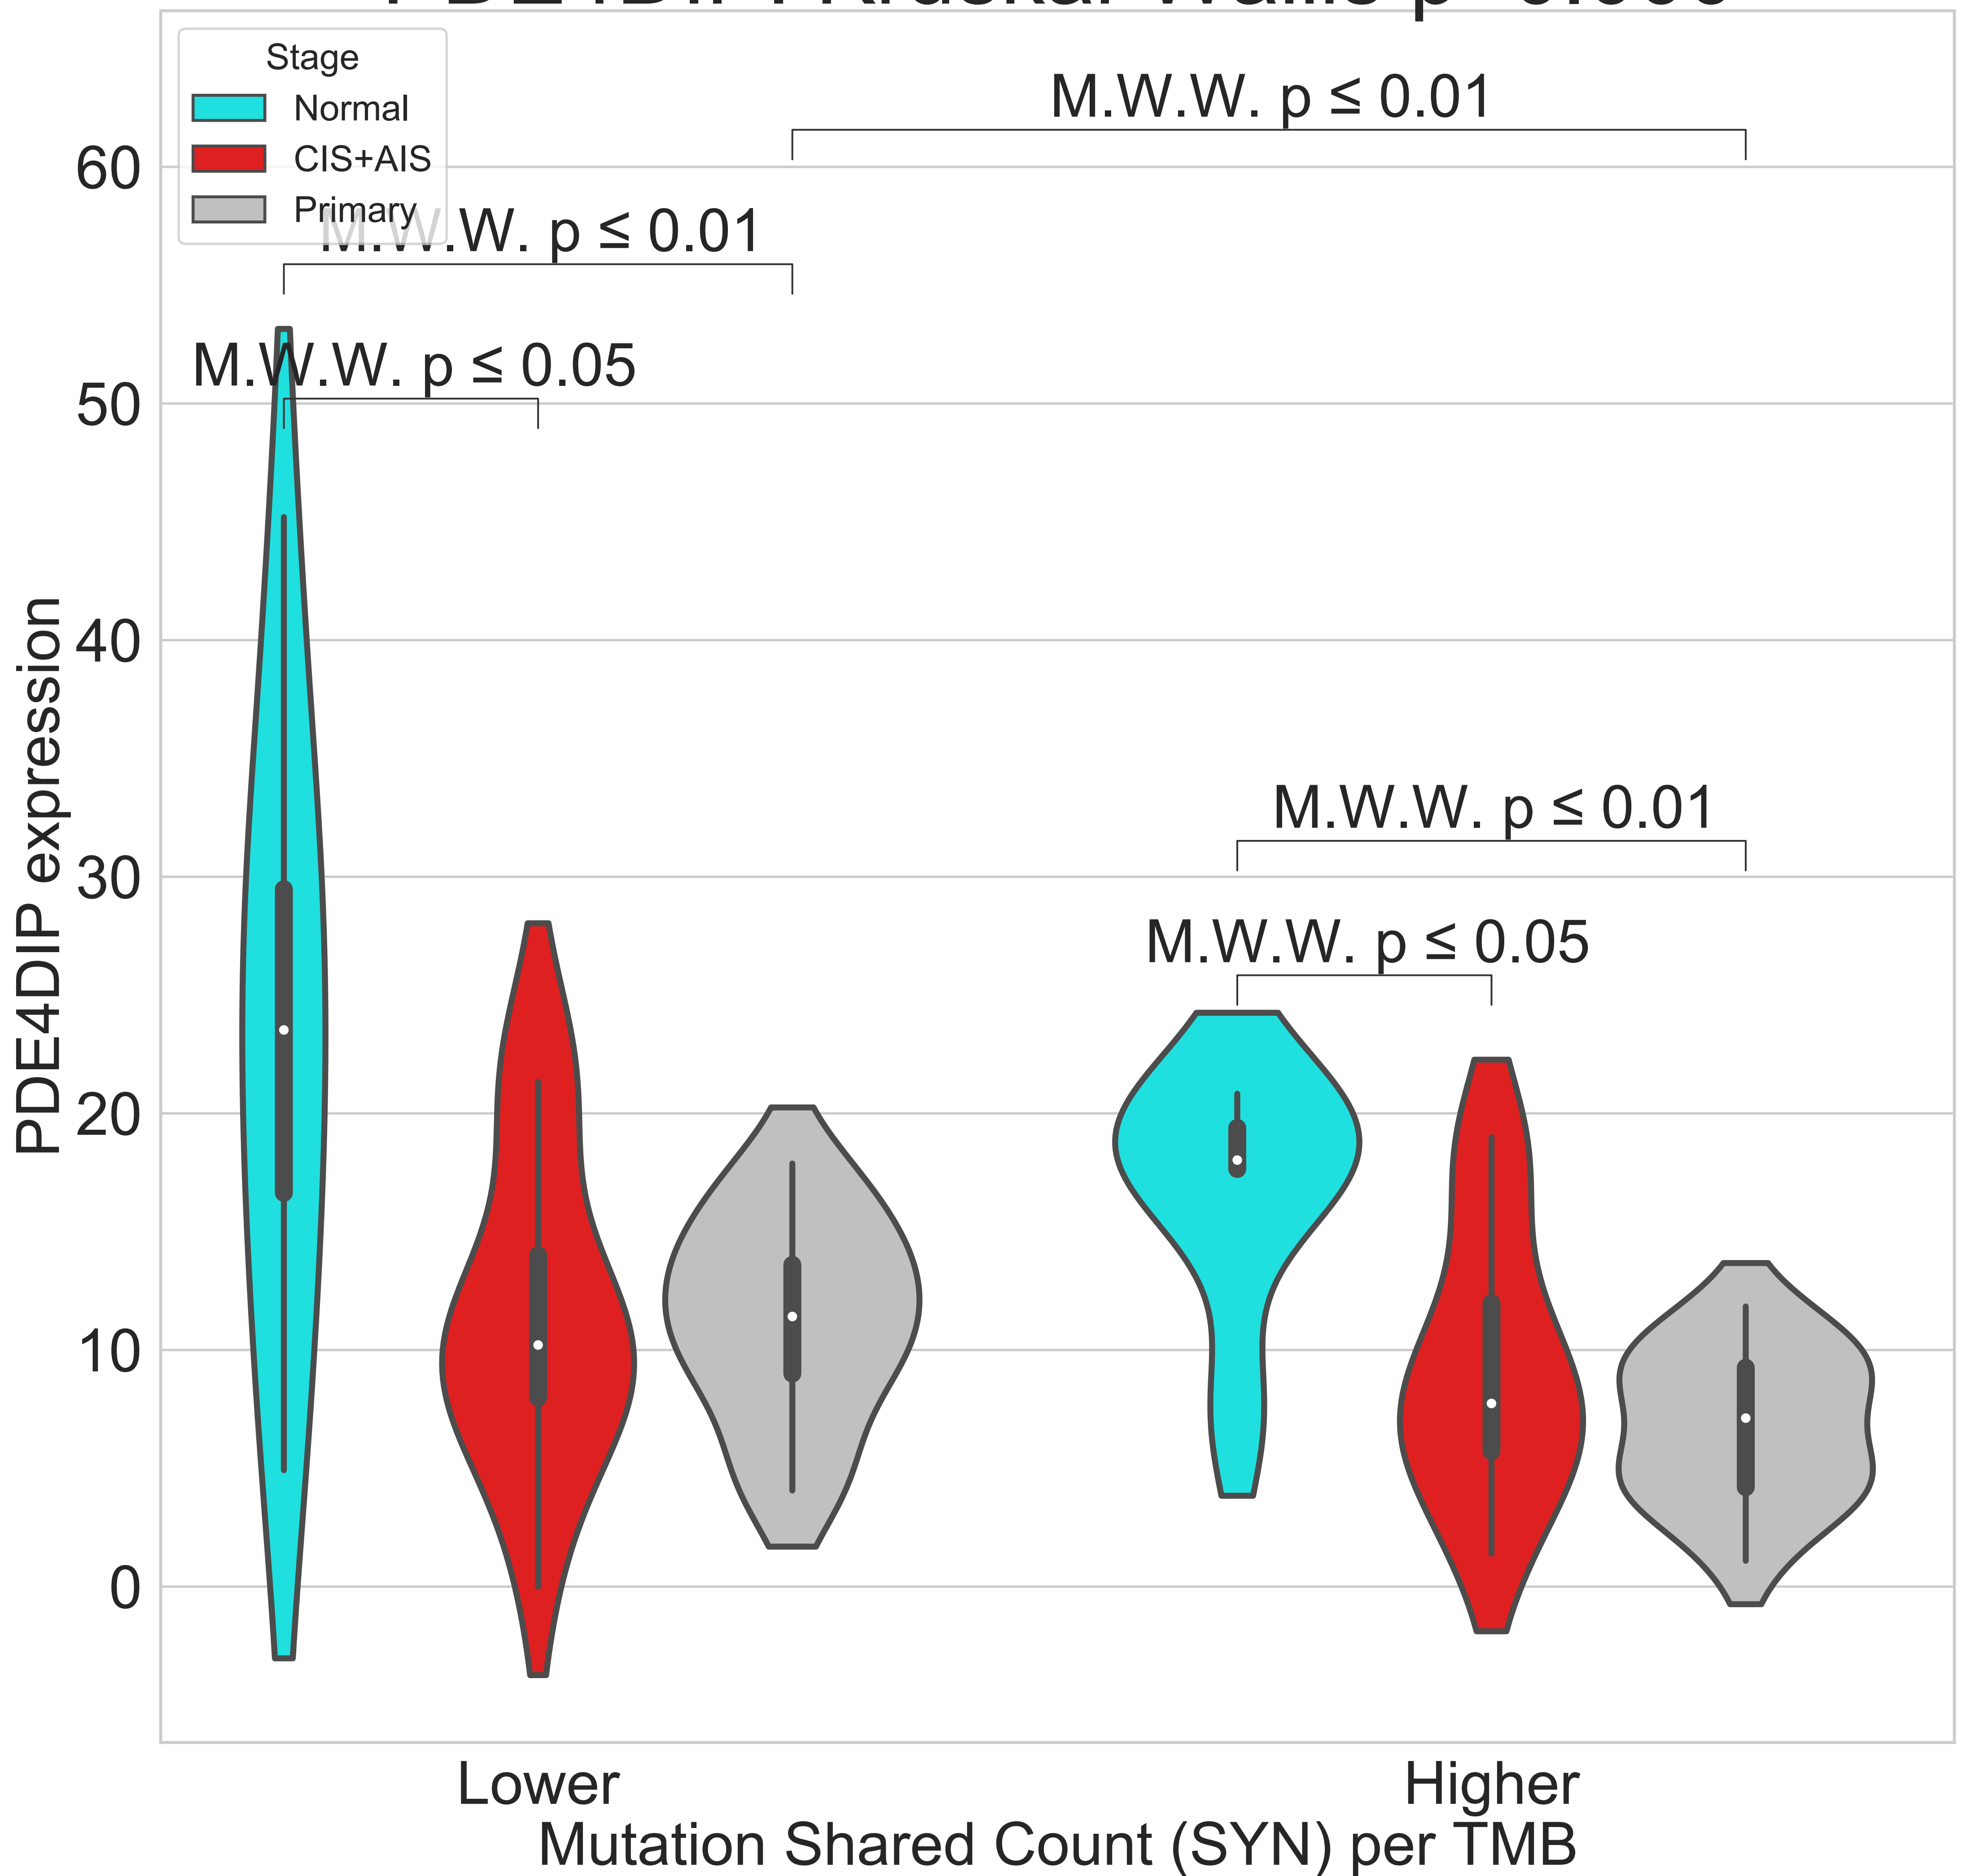 Stage
Normal
CIS+AIS
Primary
M.W.W. p ≤ 0.01
M.W.W. p ≤ 0.01
M.W.W. p ≤ 0.05
M.W.W. p ≤ 0.01
M.W.W. p ≤ 0.05
60
50
40
30
20
10
0
PDE4DIP expression
Lower
Higher
Mutation Shared Count (SYN) per TMB